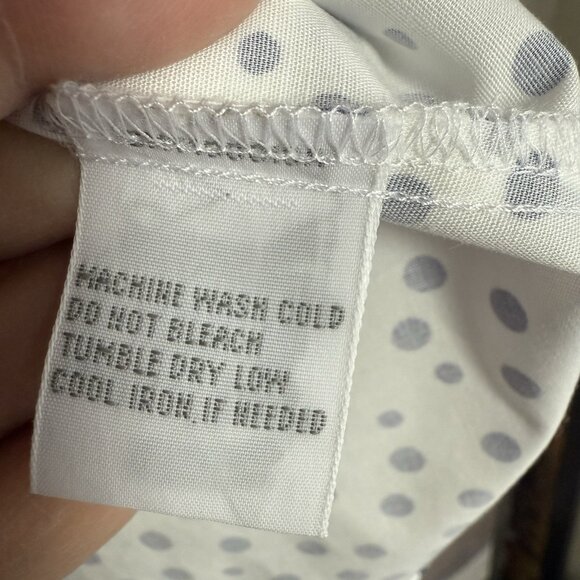 MACHINE WASH COLD
DO NOT BLEACH
TUMBLE DRY LOW
COOL IRON, IF NEEDED